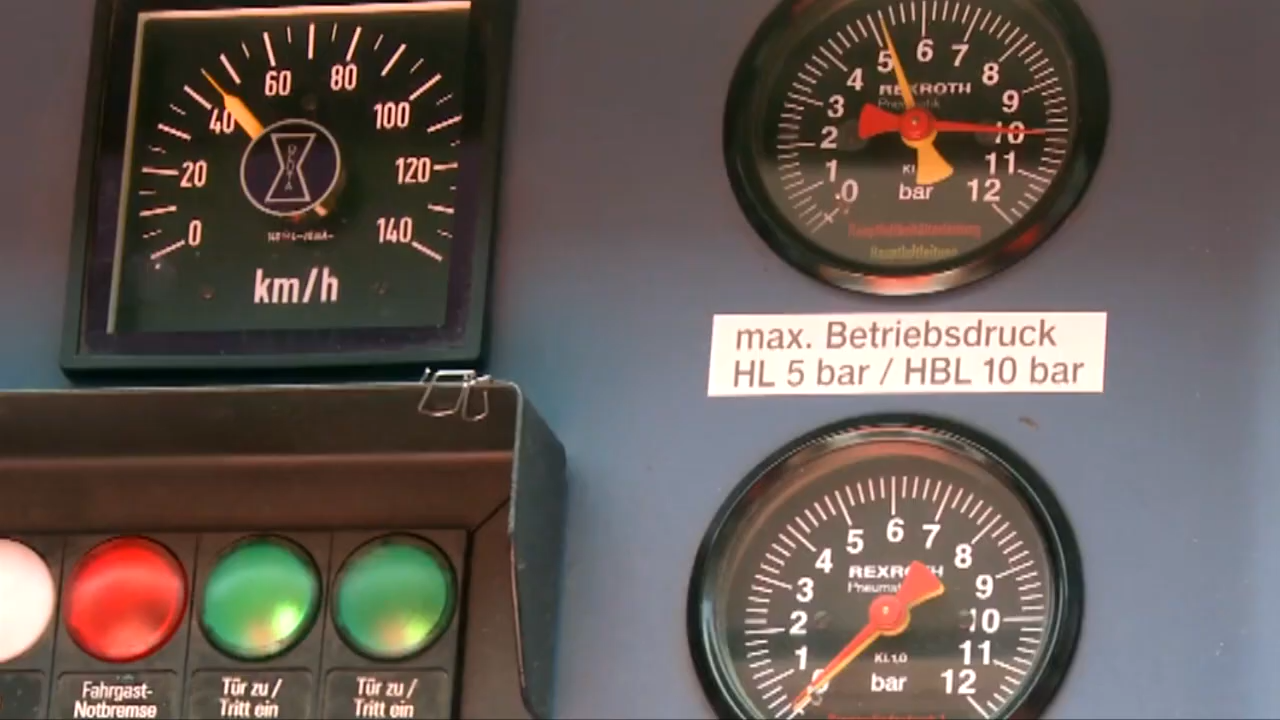 60 80
40 100
20 120
0 140
km/h
5 6 7
4 8
3 9
2 10
1 11
0 12
REXROTH
Pneumatik
bar
Hauptluftleitung
max. Betriebsdruck
HL 5 bar / HBL 10 bar
5 6 7
4 8
3 9
2 10
1 11
0 12
REXROTH
Kl.1,0
bar
Fahrgast-
Notbremse
Tür zu /
Tritt ein
Tür zu /
Tritt ein